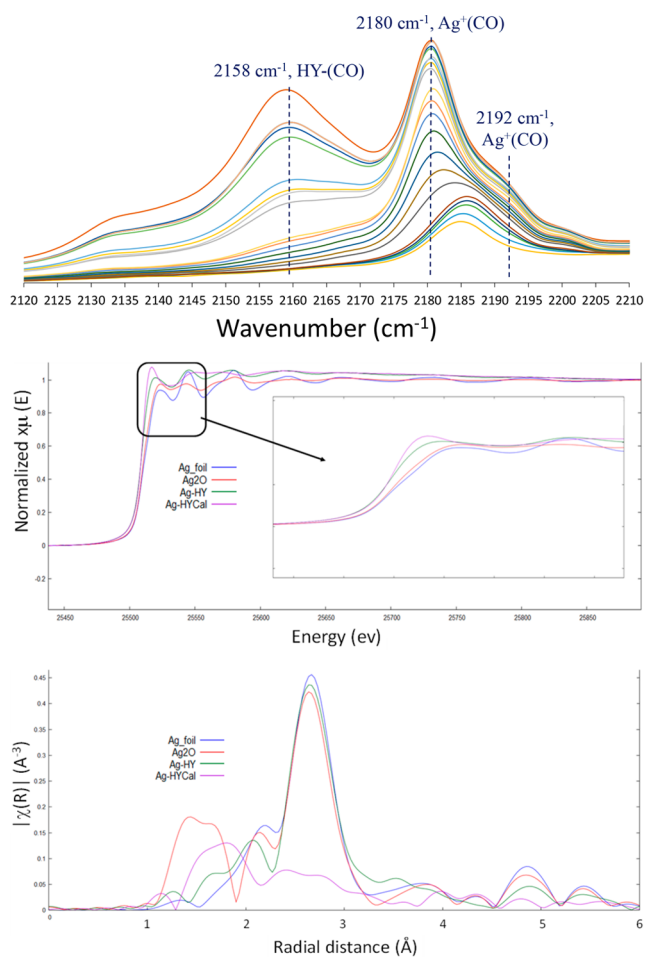 2180 cm-1, Ag+(CO)
2158 cm-1, HY-(CO)
2192 cm-1,
Ag+(CO)
2120 2125 2130 2135 2140 2145 2150 2155 2160 2165 2170 2175 2180 2185 2190 2195 2200 2205 2210
Wavenumber (cm-1)
Normalized xμ (E)
1
0.8
0.6
0.4
0.2
0
-0.2
Ag_foil
Ag2O
Ag-HY
Ag-HYCal
25450 25500 25550 25600 25650 25700 25750 25800 25850
Energy (ev)
|χ(R)| (A-3)
0.45
0.4
0.35
0.3
0.25
0.2
0.15
0.1
0.05
0
Ag_foil
Ag2O
Ag-HY
Ag-HYCal
0 1 2 3 4 5 6
Radial distance (Å)